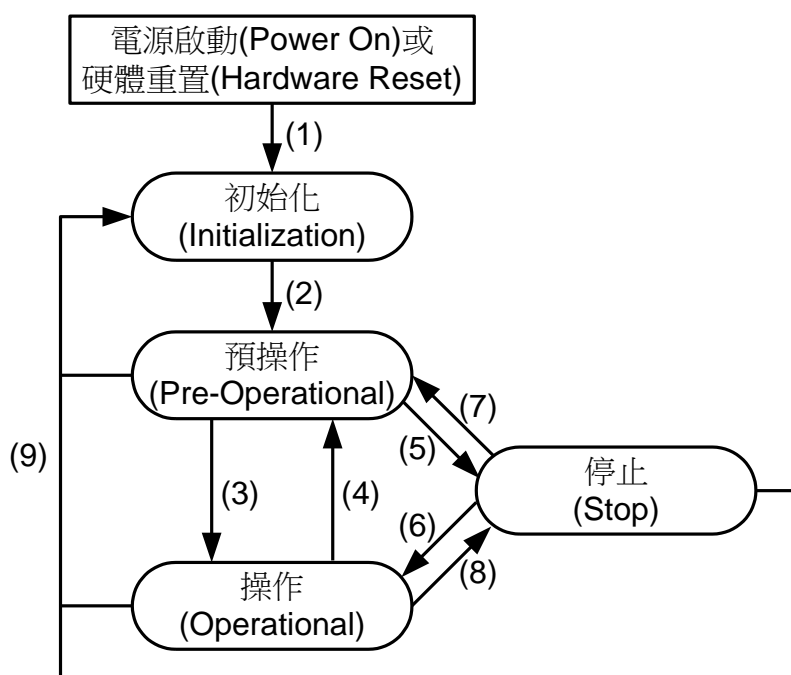 電源啟動(Power On)或
硬體重置(Hardware Reset)
(1)
初始化
(Initialization)
(2)
預操作
(Pre-Operational)
(7)
(5)
(9)
(3)
(4)
停止
(Stop)
(6)
(8)
操作
(Operational)